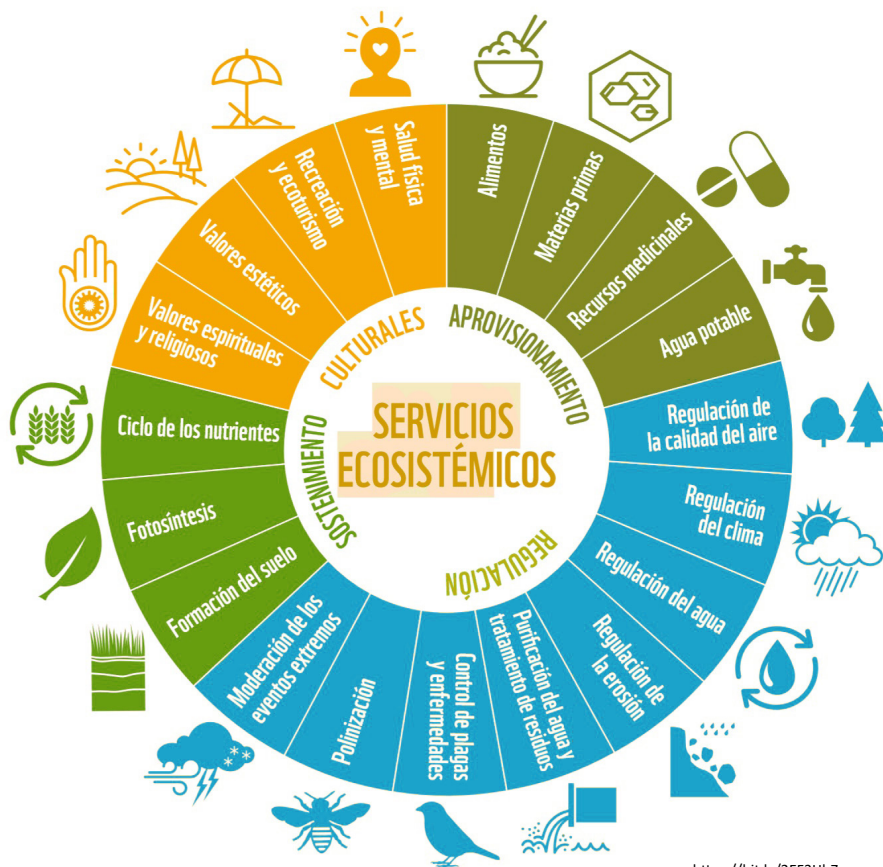 SERVICIOS
ECOSISTÉMICOS
CULTURALES
APROVISIONAMIENTO
REGULACIÓN
SOSTENIMIENTO
Alimentos
Materias primas
Recursos medicinales
Agua potable
Regulación de
la calidad del aire
Regulación
del clima
Regulación del agua
Regulación de
la erosión
Purificación del agua y
tratamiento de residuos
Control de plagas
y enfermedades
Polinización
Moderación de los
eventos extremos
Formación del suelo
Fotosíntesis
Ciclo de los nutrientes
Valores espirituales
y religiosos
Valores estéticos
Recreación
y ecoturismo
Salud física
y mental